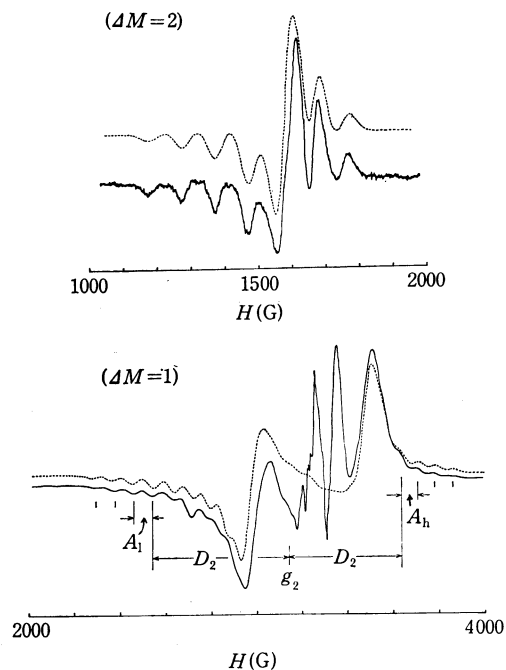 (ΔM=2)
1000 1500 2000
H(G)
(ΔM=1)
A_l D_2 g_2 D_2 A_h
2000 4000
H(G)